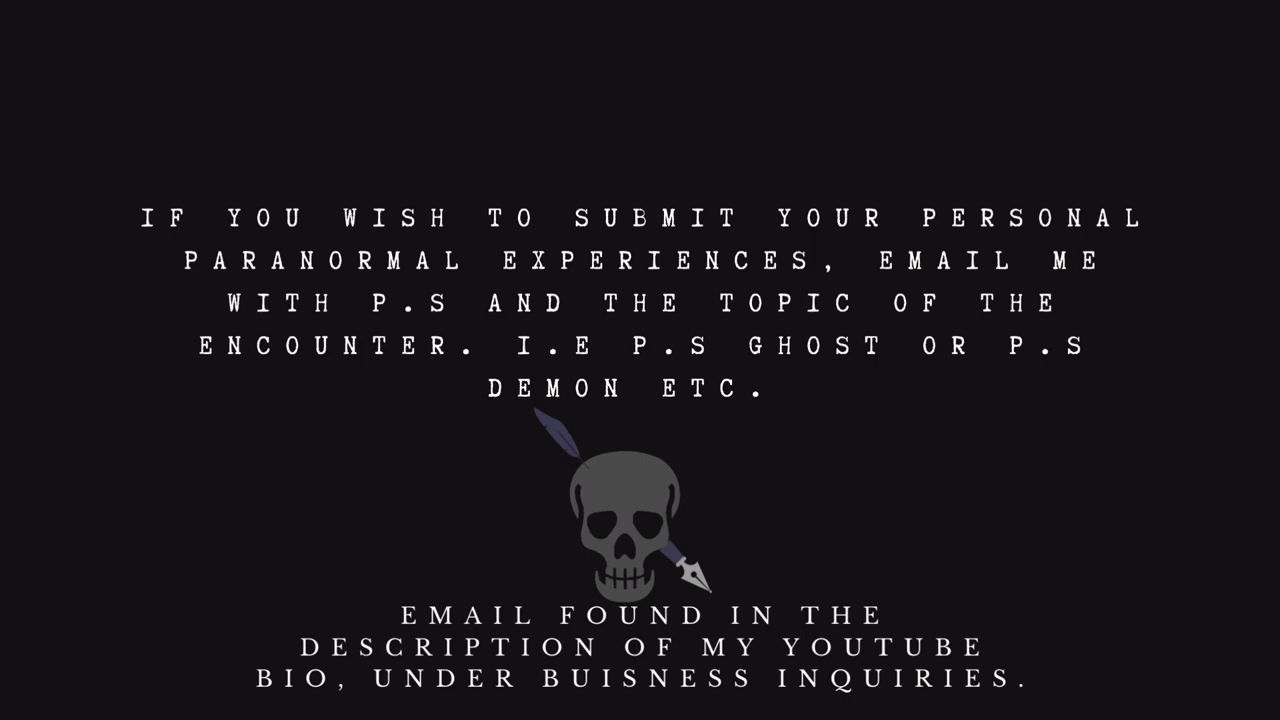 IF YOU WISH TO SUBMIT YOUR PERSONAL
PARANORMAL EXPERIENCES, EMAIL ME
WITH P.S AND THE TOPIC OF THE
ENCOUNTER. I.E P.S GHOST OR P.S
DEMON ETC.
EMAIL FOUND IN THE
DESCRIPTION OF MY YOUTUBE
BIO, UNDER BUISNESS INQUIRIES.